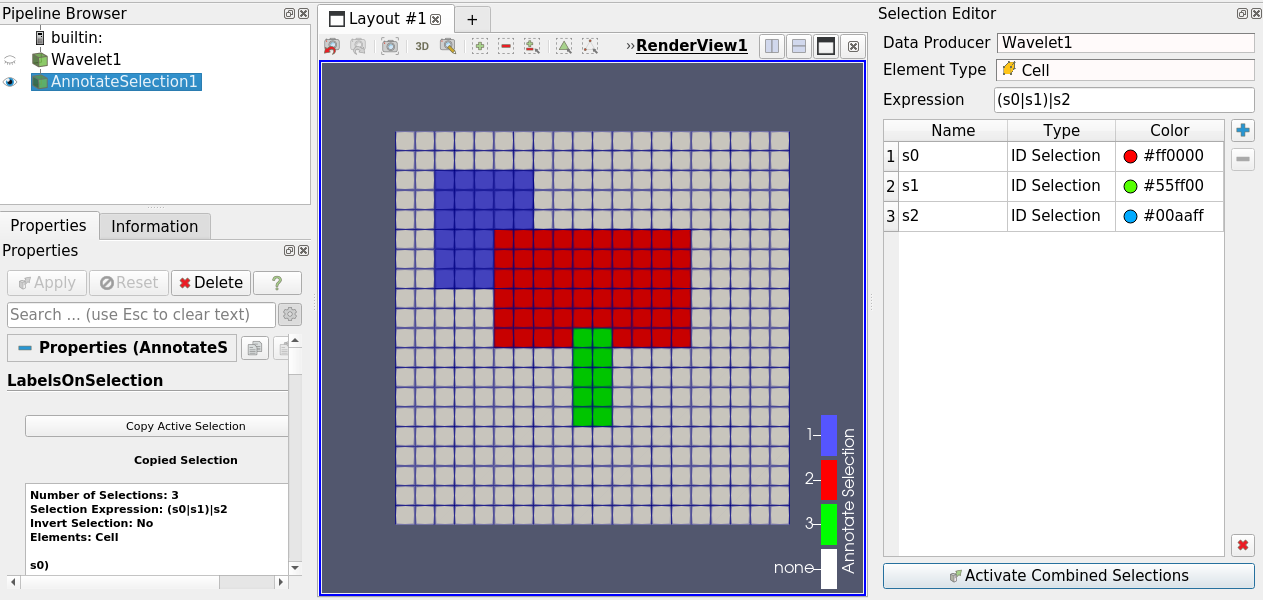 Pipeline Browser
builtin:
Wavelet1
AnnotateSelection1
Properties
Information
Properties
Apply
Reset
Delete
?
Search ... (use Esc to clear text)
Properties (AnnotateS
LabelsOnSelection
Copy Active Selection
Copied Selection
Number of Selections: 3
Selection Expression: (s0|s1)|s2
Invert Selection: No
Elements: Cell
s0)
Layout #1
+
3D
»RenderView1
1
2
3
none
Annotate Selection
Selection Editor
Data Producer Wavelet1
Element Type Cell
Expression (s0|s1)|s2
Name Type Color
1 s0 ID Selection #ff0000
2 s1 ID Selection #55ff00
3 s2 ID Selection #00aaff
Activate Combined Selections